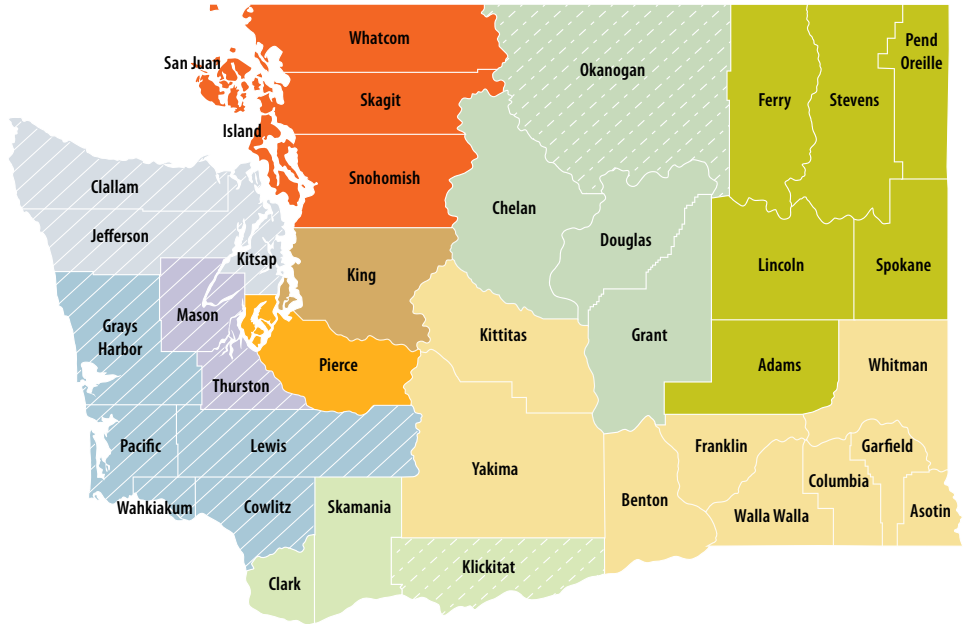 Whatcom
San Juan
Skagit
Island
Snohomish
Okanogan
Pend
Oreille
Ferry
Stevens
Clallam
Jefferson
Kitsap
King
Chelan
Douglas
Lincoln
Spokane
Grays
Harbor
Mason
Thurston
Pierce
Kittitas
Grant
Adams
Whitman
Pacific
Lewis
Yakima
Franklin
Garfield
Wahkiakum
Cowlitz
Skamania
Benton
Walla Walla
Columbia
Asotin
Clark
Klickitat